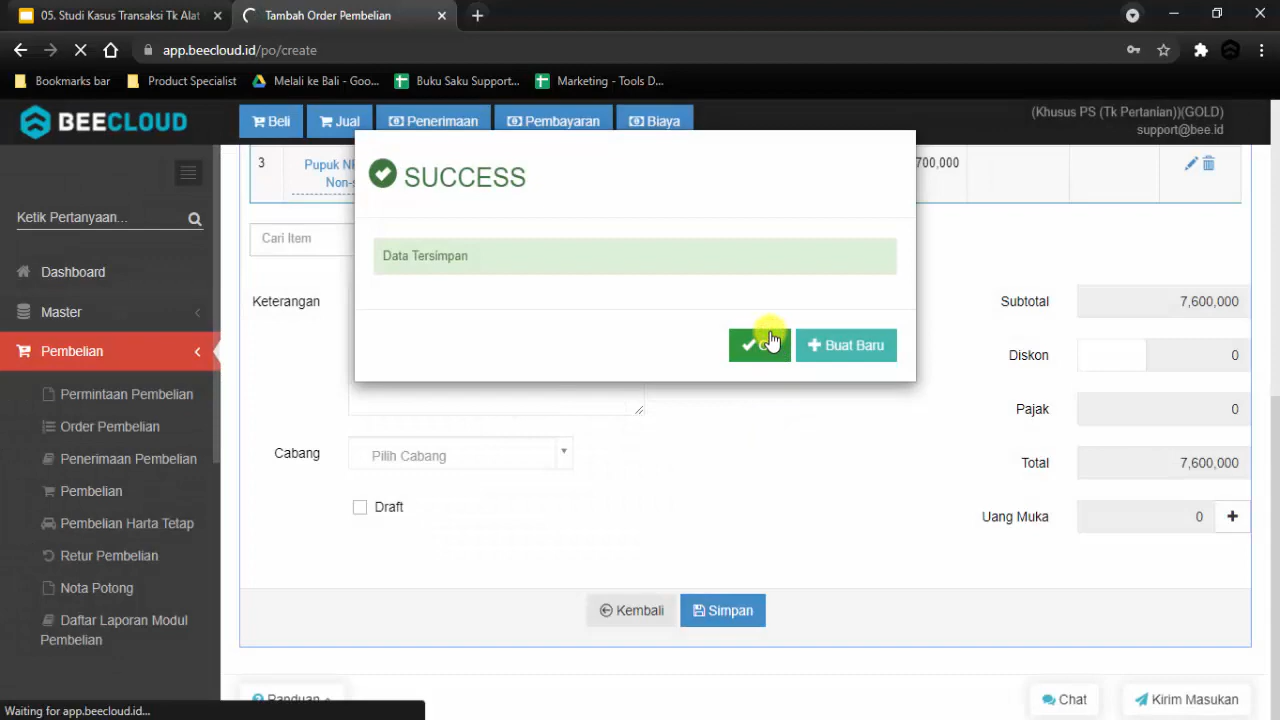 05. Studi Kasus Transaksi Tk Alat
Tambah Order Pembelian
app.beecloud.id/po/create
Bookmarks bar
Product Specialist
Melali ke Bali - Goo...
Buku Saku Support...
Marketing - Tools D...
BEECLOUD
Beli
Jual
Penerimaan
Pembayaran
Biaya
(Khusus PS (Tk Pertanian))(GOLD)
support@bee.id
Ketik Pertanyaan...
Dashboard
Master
Pembelian
Permintaan Pembelian
Order Pembelian
Penerimaan Pembelian
Pembelian
Pembelian Harta Tetap
Retur Pembelian
Nota Potong
Daftar Laporan Modul
Pembelian
3
Pupuk
700,000
Cari Item
SUCCESS
Data Tersimpan
Buat Baru
Keterangan
Cabang
Pilih Cabang
Draft
Subtotal
7,600,000
Diskon
0
Pajak
0
Total
7,600,000
Uang Muka
0
Kembali
Simpan
Panduan
Chat
Kirim Masukan
Waiting for app.beecloud.id...